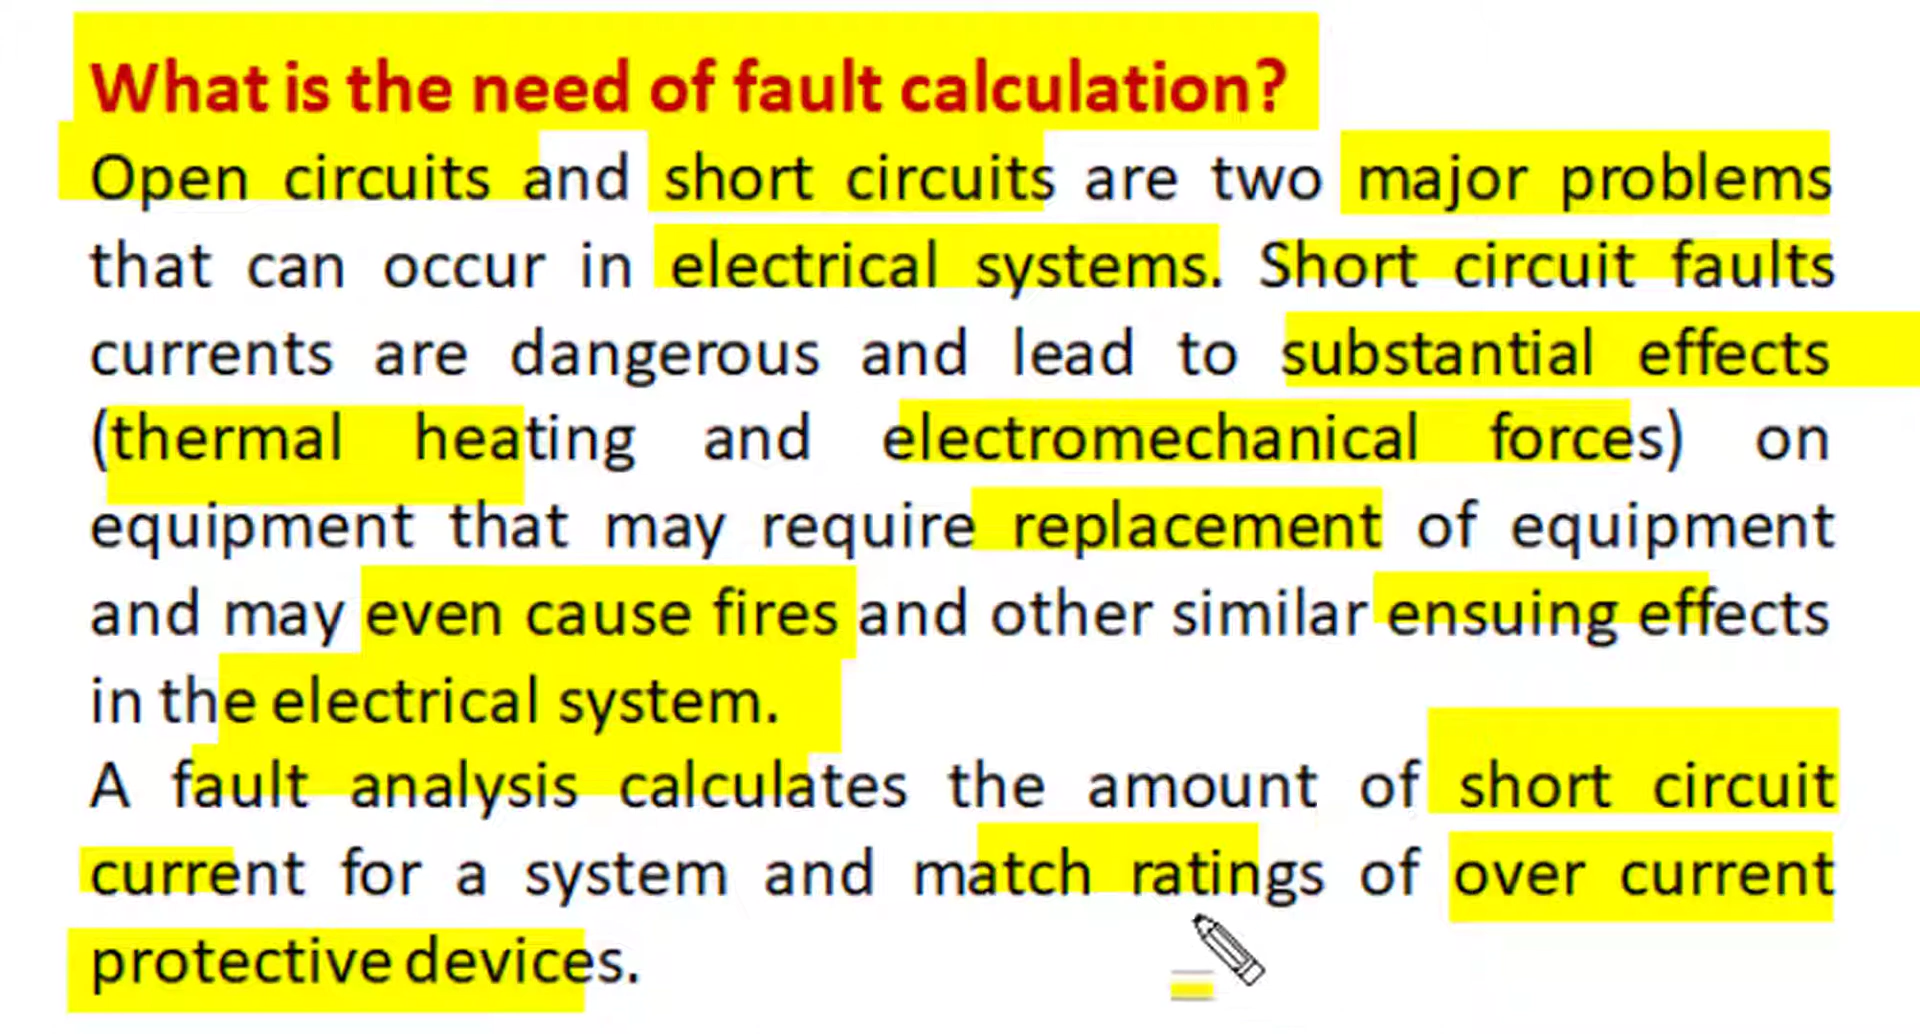 What is the need of fault calculation?
Open circuits and short circuits are two major problems
that can occur in electrical systems. Short circuit faults
currents are dangerous and lead to substantial effects
(thermal heating and electromechanical forces) on
equipment that may require replacement of equipment
and may even cause fires and other similar ensuing effects
in the electrical system.
A fault analysis calculates the amount of short circuit
current for a system and match ratings of over current
protective devices.